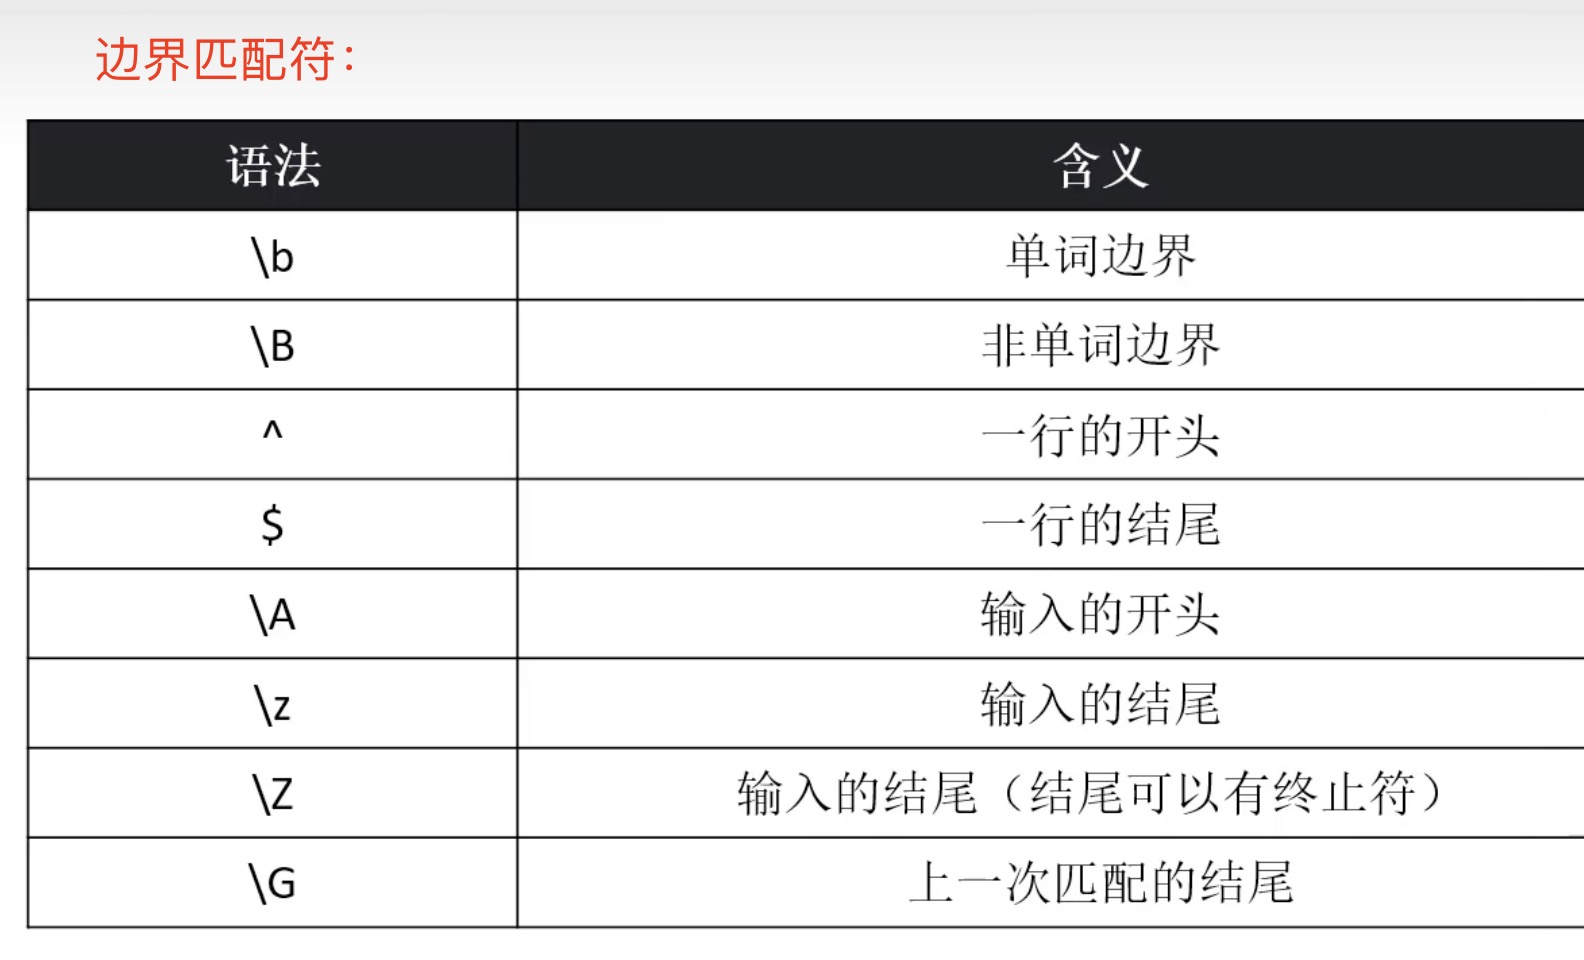 边界匹配符：
语法 含义
\b 单词边界
\B 非单词边界
^ 一行的开头
$ 一行的结尾
\A 输入的开头
\z 输入的结尾
\Z 输入的结尾（结尾可以有终止符）
\G 上一次匹配的结尾